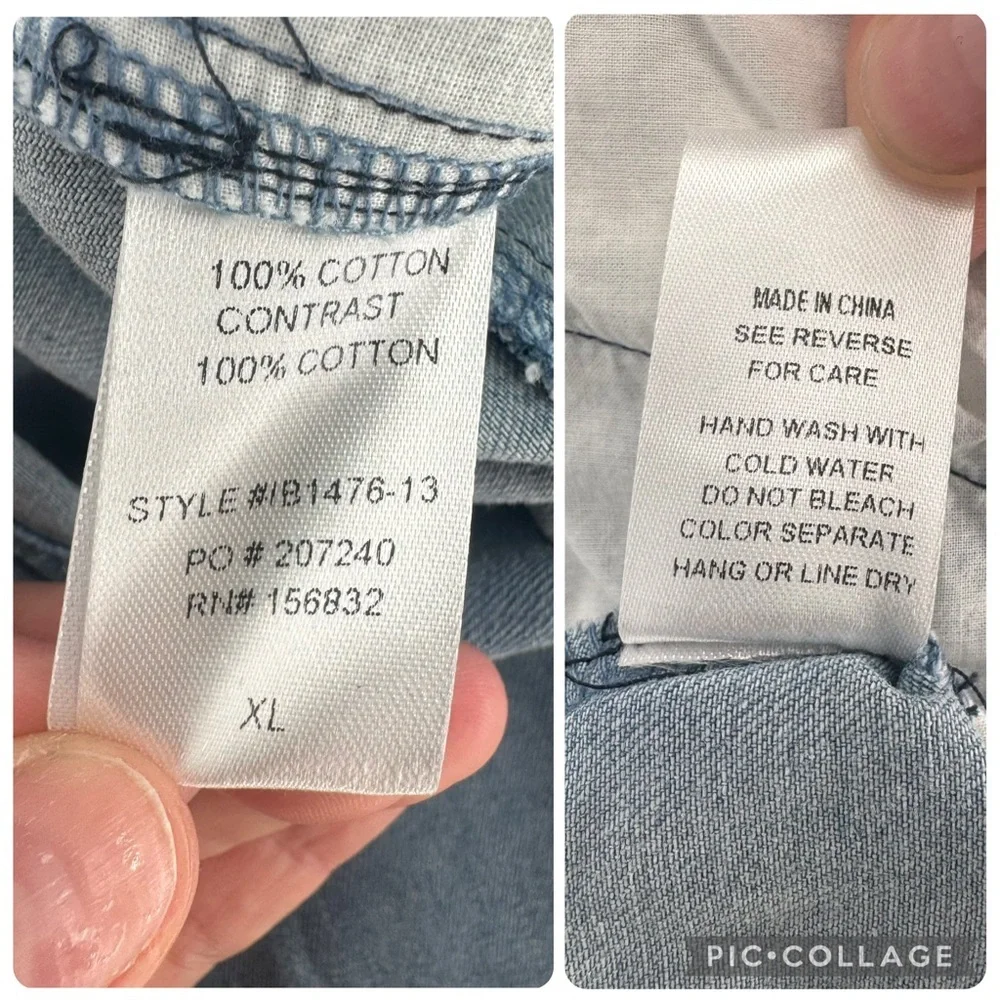 100% COTTON
CONTRAST
100% COTTON
STYLE #IB1476-13
PO # 207240
RN# 156832
XL
MADE IN CHINA
SEE REVERSE
FOR CARE
HAND WASH WITH
COLD WATER
DO NOT BLEACH
COLOR SEPARATE
HANG OR LINE DRY
PIC•COLLAGE